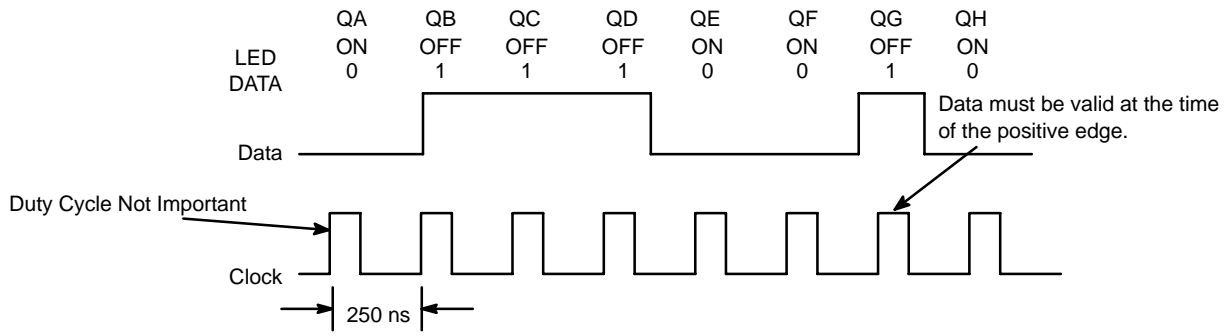 QA QB QC QD QE QF QG QH
ON OFF OFF OFF ON ON OFF ON
LED
DATA
0 1 1 1 0 0 1 0
Data must be valid at the time
of the positive edge.
Data
Duty Cycle Not Important
Clock
250 ns